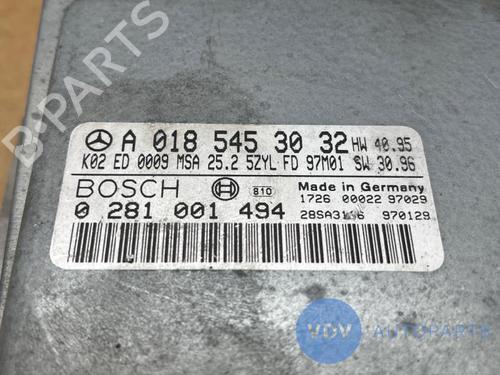 A 018 545 30 32 HW 40.95
K02 ED 0009 MSA 25.2 5ZYL FD 97M01 SW 30.96
BOSCH 810 Made in Germany
1726 00022 97029
0 281 001 494 970129
VDV AUTOPARTS